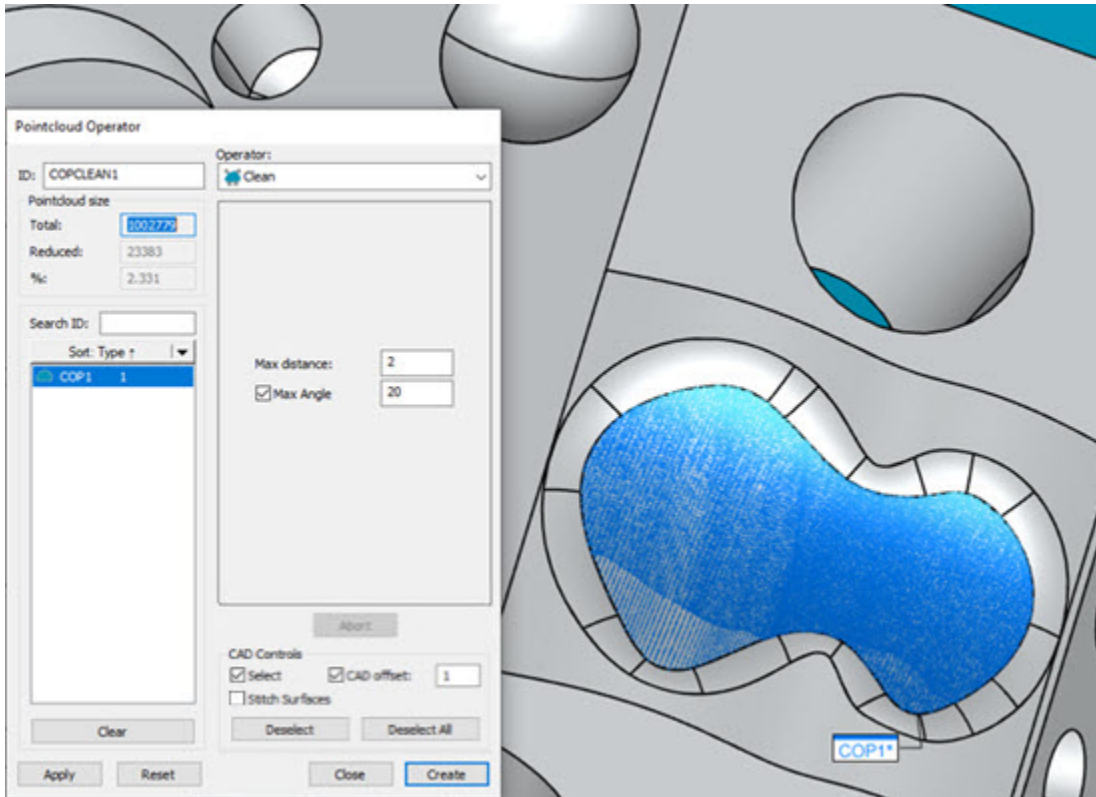 Pointcloud Operator
ID: COPCLEAN1
Operator:
Clean
Pointcloud size
Total: 1002779
Reduced: 23383
%: 2.331
Search ID:
Sort: Type ↑
COP1 1
Max distance: 2
Max Angle 20
Abort
CAD Controls
Select CAD offset: 1
Stitch Surfaces
Clear
Deselect Deselect All
Apply Reset Close Create
COP1*